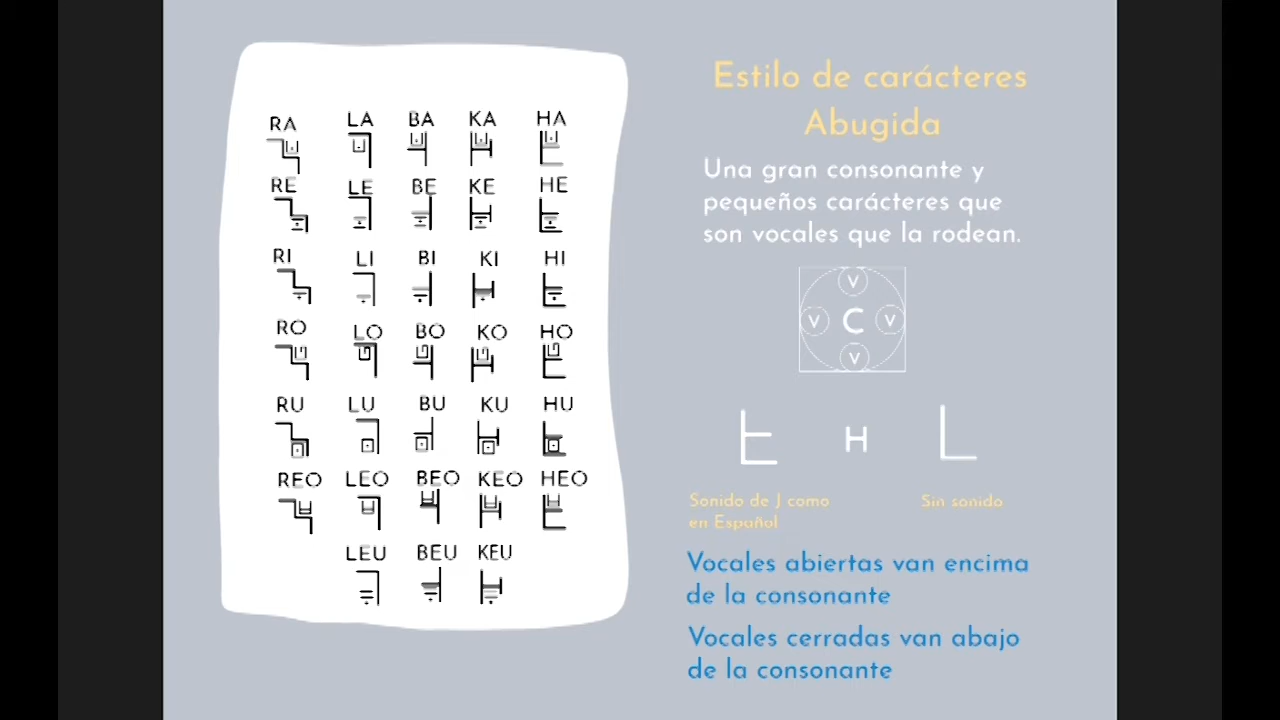 RA LA BA KA HA
RE LE BE KE HE
RI LI BI KI HI
RO LO BO KO HO
RU LU BU KU HU
REO LEO BEO KEO HEO
LEU BEU KEU
Estilo de carácteres
Abugida
Una gran consonante y
pequeños carácteres que
son vocales que la rodean.
V
V C V
V
H
Sonido de J como
en Español
Sin sonido
Vocales abiertas van encima
de la consonante
Vocales cerradas van abajo
de la consonante